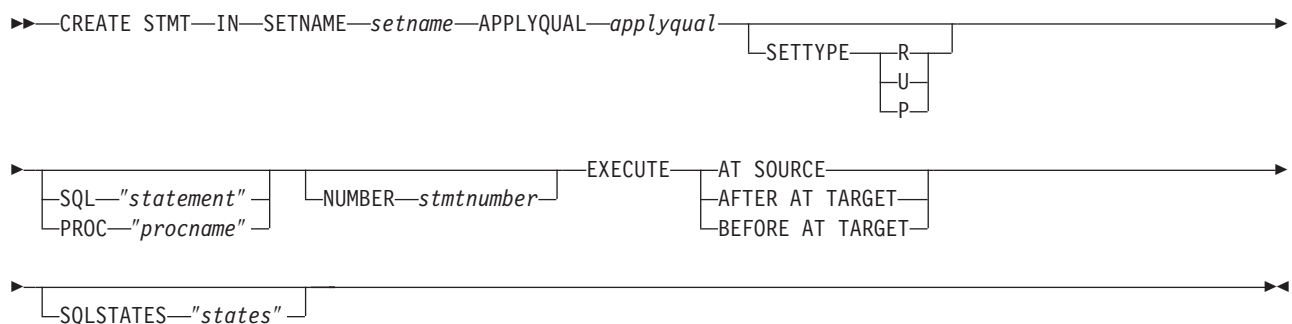 CREATE STMT IN SETNAME setname APPLYQUAL applyqual
SETTYPE R
U
P
EXECUTE AT SOURCE
SQL "statement" NUMBER stmtnumber AFTER AT TARGET
PROC "procname" BEFORE AT TARGET
SQLSTATES "states"